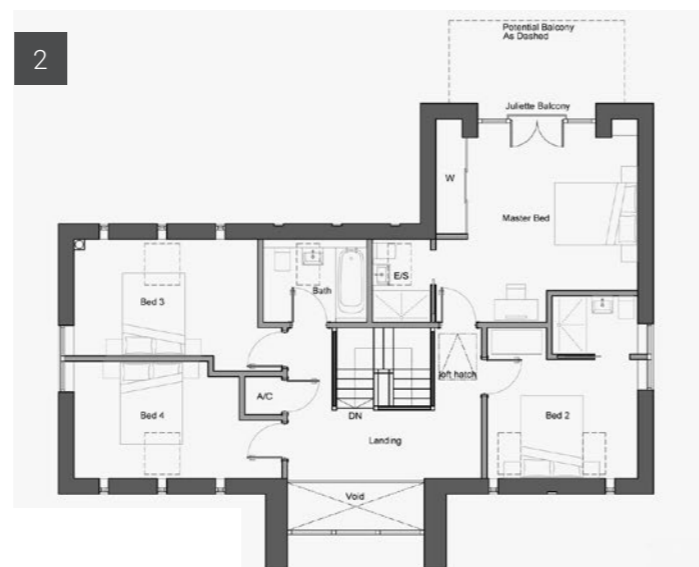 2
Potential Balcony
As Dashed
Juliette Balcony
W
Master Bed
E/S
Bath
Bed 3
loft hatch
A/C
Bed 4
DN
Landing
Bed 2
Void